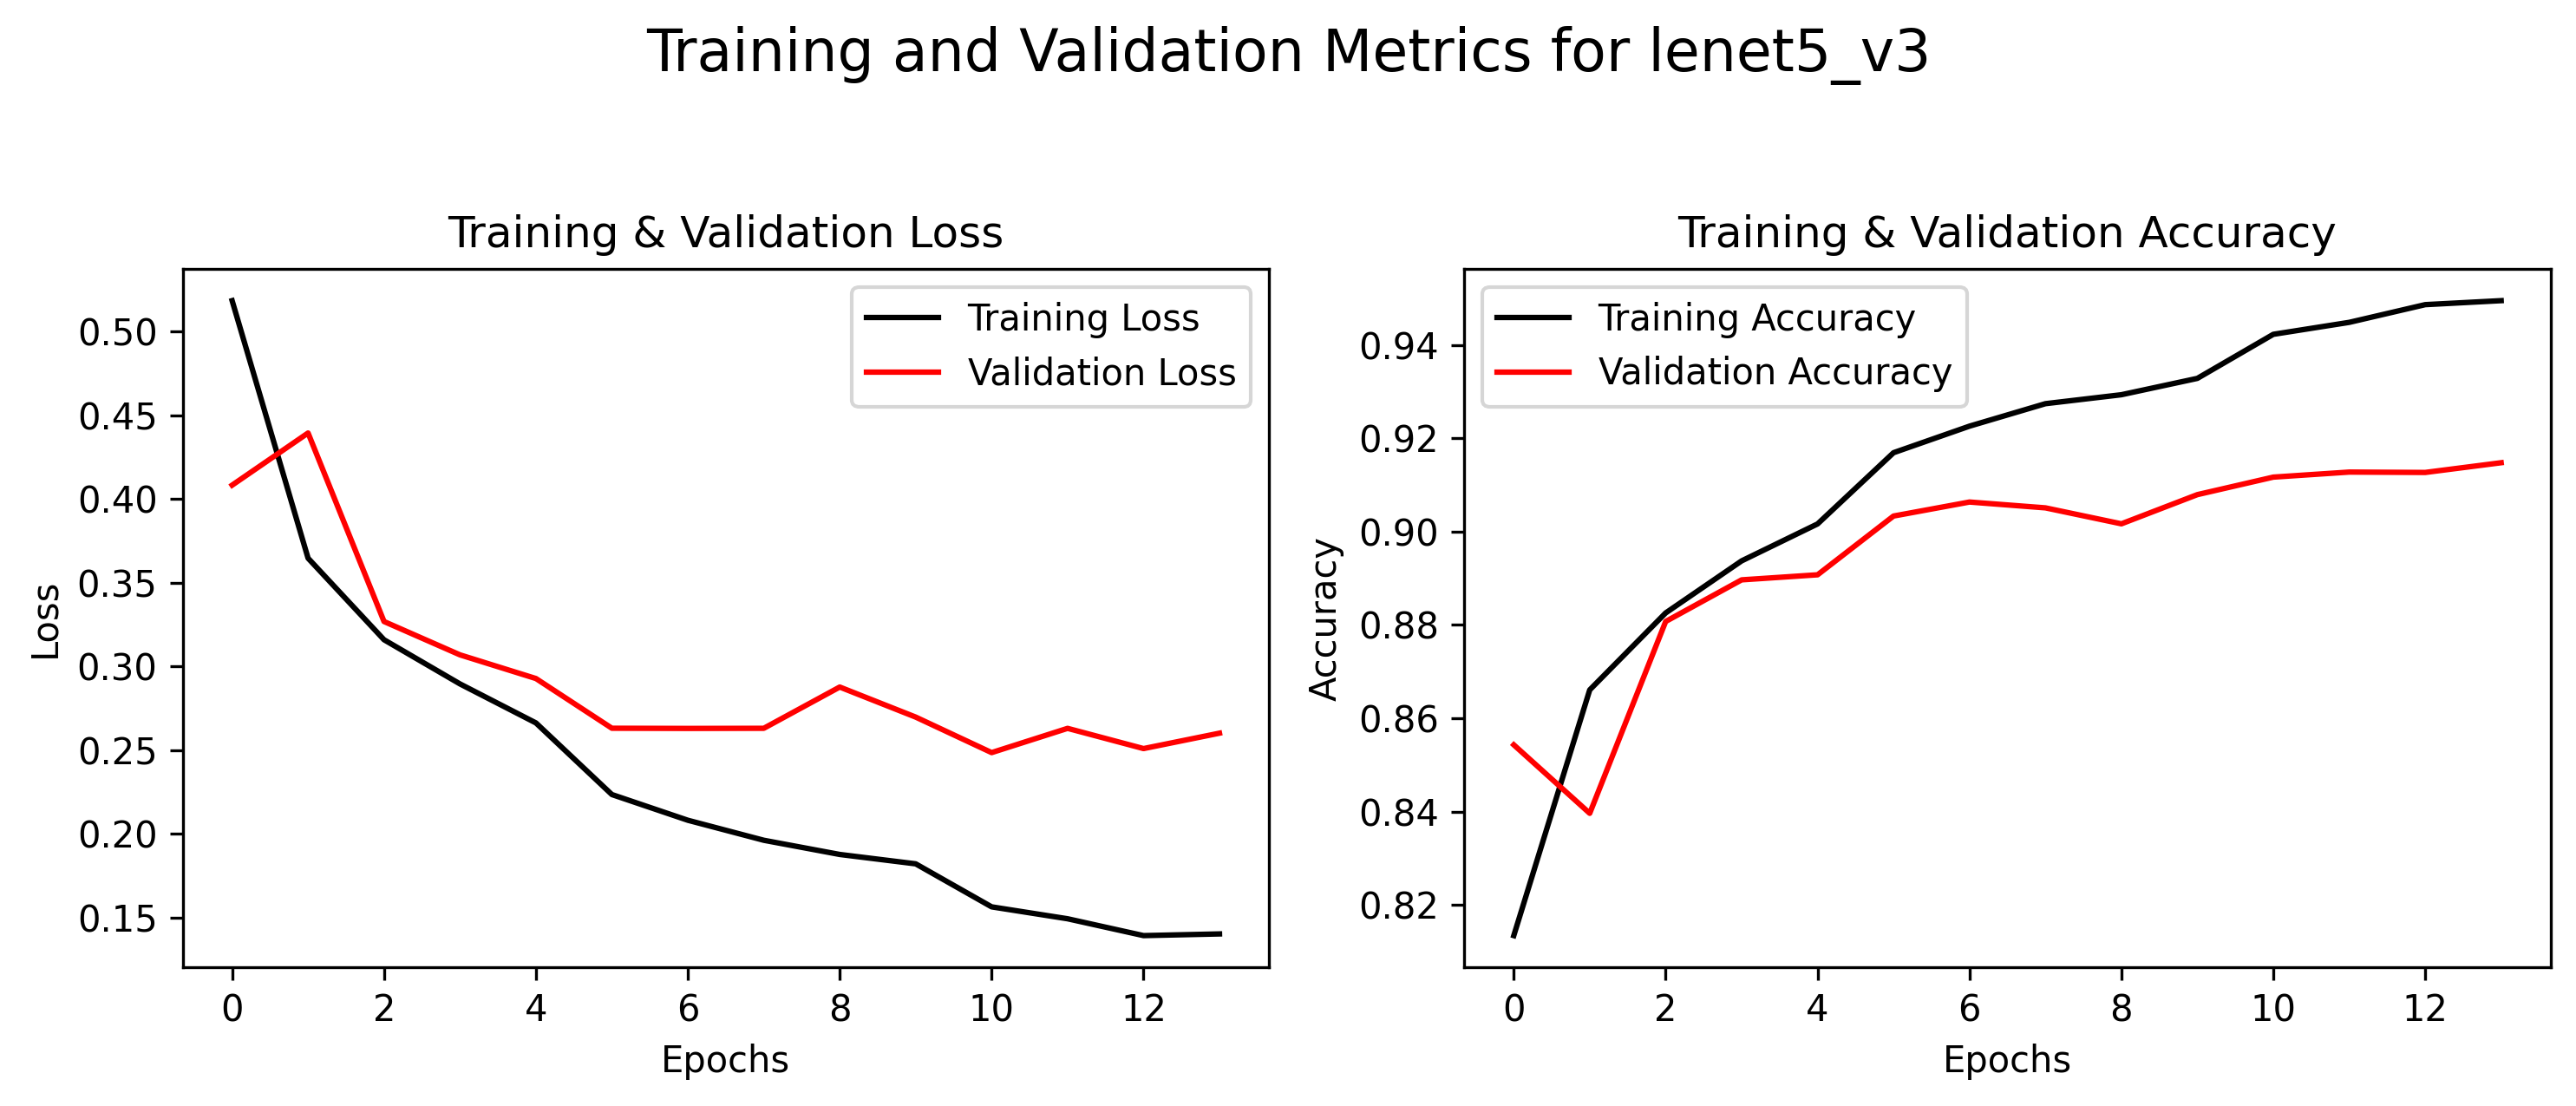 Training and Validation Metrics for lenet5_v3
Training & Validation Loss
Training Loss
Validation Loss
0.50
0.45
0.40
0.35
0.30
0.25
0.20
0.15
Loss
0 2 4 6 8 10 12
Epochs
Training & Validation Accuracy
Training Accuracy
Validation Accuracy
0.94
0.92
0.90
0.88
0.86
0.84
0.82
Accuracy
0 2 4 6 8 10 12
Epochs